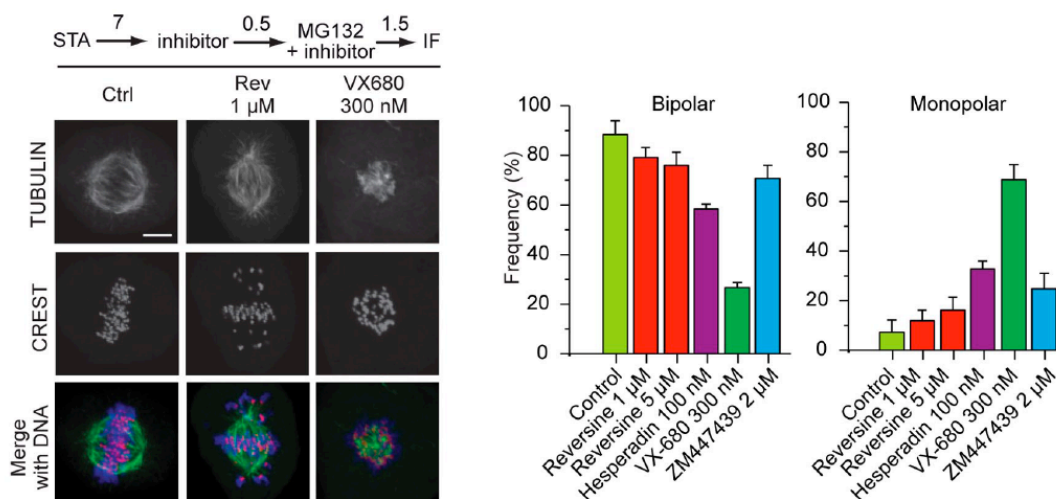 7 0.5 1.5
STA inhibitor MG132 + inhibitor IF
Ctrl
Rev
1 µM
VX680
300 nM
TUBULIN
CREST
Merge
with DNA
Bipolar
Frequency (%)
80
60
40
20
0
Control
Reversine 1 µM
Reversine 5 µM
Hesperadin 100 nM
VX-680 300 nM
ZM447439 2 µM
Monopolar
100
80
60
40
20
0
Control
Reversine 1 µM
Reversine 5 µM
Hesperadin 100 nM
VX-680 300 nM
ZM447439 2 µM